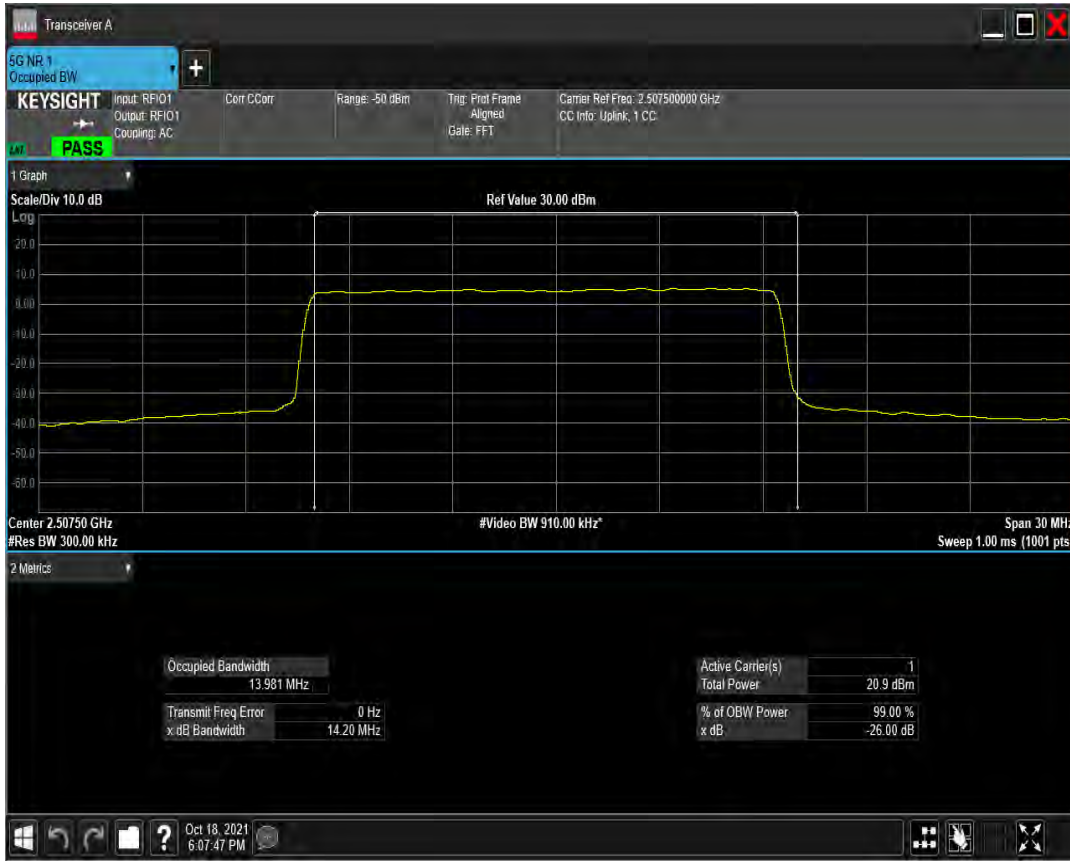 Transceiver A
5G NR 1
Occupied BW
KEYSIGHT
Input: RFIO1
Output: RFIO1
Coupling: AC
Corr CCorr
Range: -50 dBm
Trig: Prot Frame
Aligned
Gate: FFT
Carrier Ref Freq: 2.507500000 GHz
CC Info: Uplink, 1 CC
PASS
1 Graph
Scale/Div 10.0 dB
Ref Value 30.00 dBm
Log
20.0
10.0
0.00
-10.0
-20.0
-30.0
-40.0
-50.0
-60.0
Center 2.50750 GHz
#Video BW 910.00 kHz*
Span 30 MHz
#Res BW 300.00 kHz
Sweep 1.00 ms (1001 pts
2 Metrics
Occupied Bandwidth
13.981 MHz
Transmit Freq Error 0 Hz
x dB Bandwidth 14.20 MHz
Active Carrier(s) 1
Total Power 20.9 dBm
% of OBW Power 99.00 %
x dB -26.00 dB
?
Oct 18, 2021
6:07:47 PM